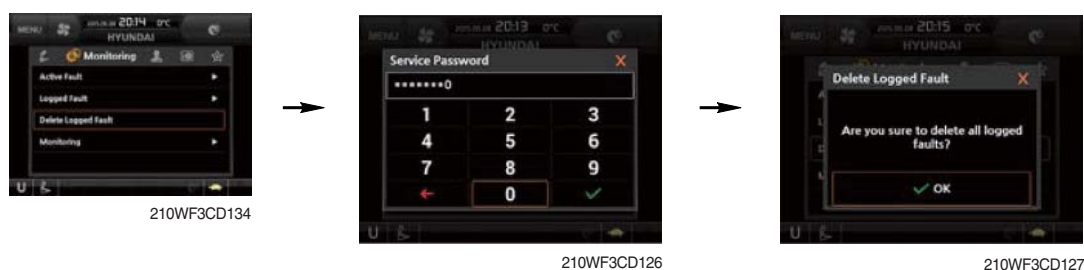 MENU
20:14 0°C
HYUNDAI
Monitoring
Active Fault
Logged Fault
Delete Logged Fault
Monitoring
U
210WF3CD134
MENU
20:13 0°C
HYUNDAI
Service Password X
*******0
1 2 3
4 5 6
7 8 9
← 0 ✓
U
210WF3CD126
MENU
20:15 0°C
HYUNDAI
Delete Logged Fault X
Are you sure to delete all logged
faults?
✓ OK
U
210WF3CD127